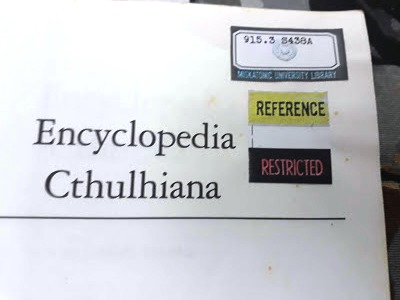 915.3 S438A
MISKATONIC UNIVERSITY LIBRARY
REFERENCE
RESTRICTED
Encyclopedia
Cthulhiana